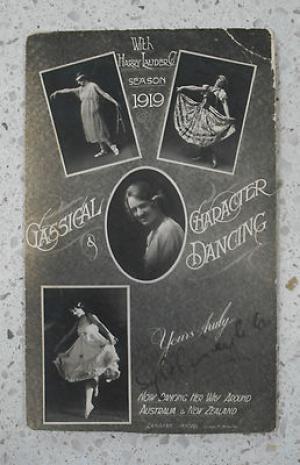 With
Harry Lauder Co
SEASON
1919
CLASSICAL
&
CHARACTER
DANCING
Yours truly
NOW DANCING HER WAY AROUND
AUSTRALIA & NEW ZEALAND